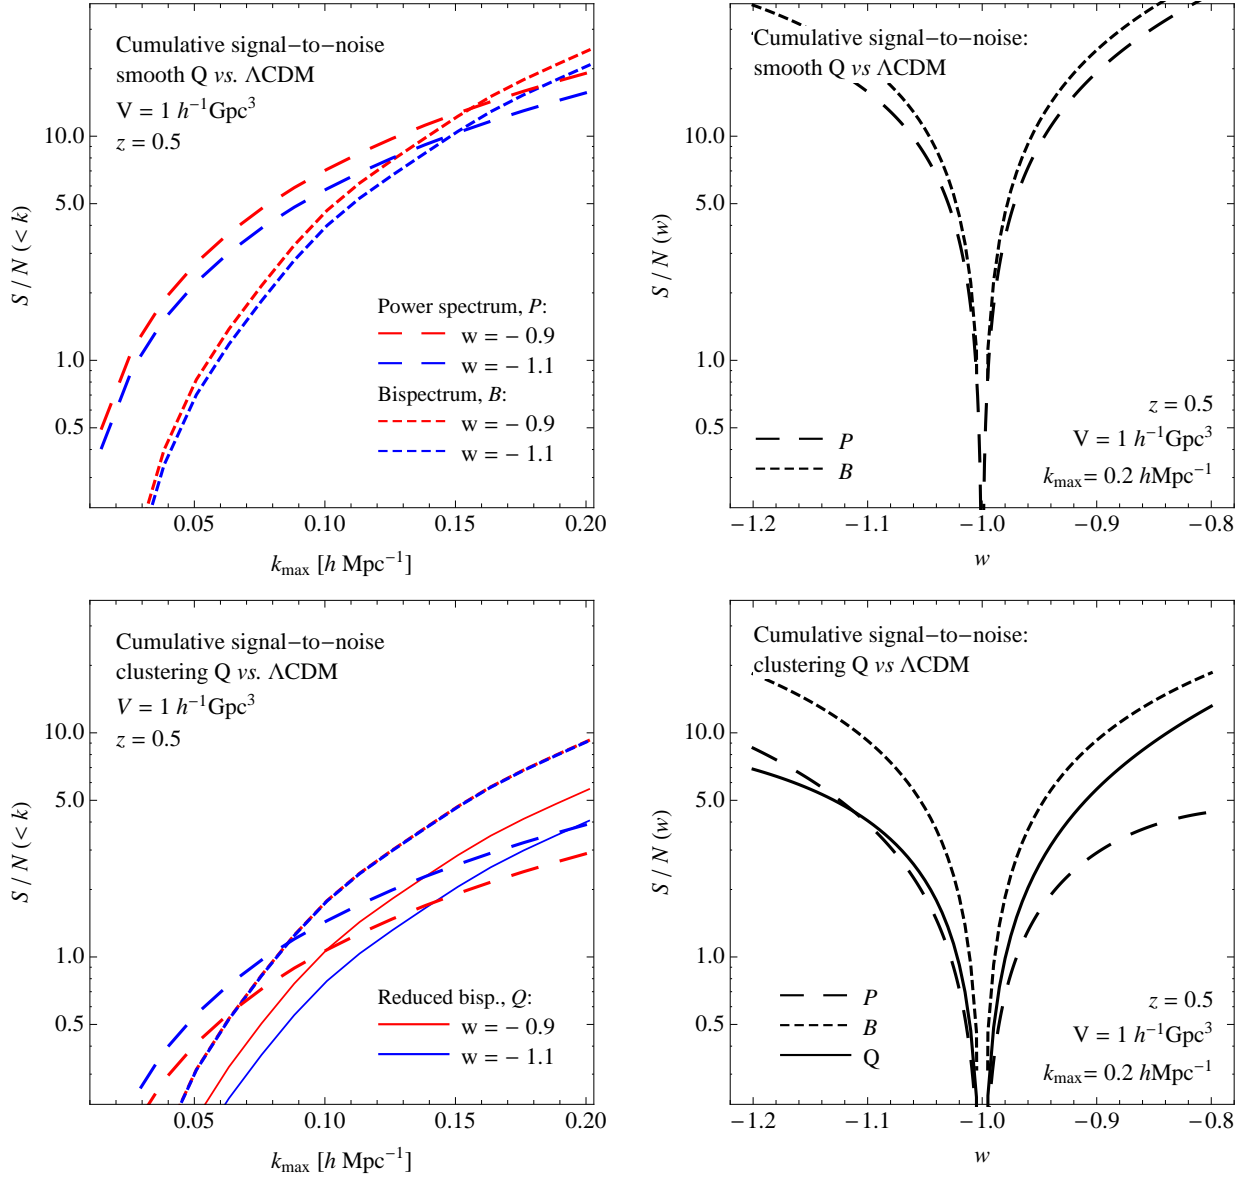 Cumulative signal−to−noise
smooth Q vs. ΛCDM
V = 1 h⁻¹Gpc³
z = 0.5
10.0
5.0
1.0
0.5
S / N (< k)
Power spectrum, P:
w = − 0.9
w = − 1.1
Bispectrum, B:
w = − 0.9
w = − 1.1
0.05 0.10 0.15 0.20
k_max [h Mpc⁻¹]
Cumulative signal−to−noise:
smooth Q vs ΛCDM
10.0
5.0
1.0
0.5
S / N (w)
P
B
z = 0.5
V = 1 h⁻¹Gpc³
k_max = 0.2 hMpc⁻¹
−1.2 −1.1 −1.0 −0.9 −0.8
w
Cumulative signal−to−noise
clustering Q vs. ΛCDM
V = 1 h⁻¹Gpc³
z = 0.5
10.0
5.0
1.0
0.5
S / N (< k)
Reduced bisp., Q:
w = − 0.9
w = − 1.1
0.05 0.10 0.15 0.20
k_max [h Mpc⁻¹]
Cumulative signal−to−noise:
clustering Q vs ΛCDM
10.0
5.0
1.0
0.5
S / N (w)
P
B
Q
z = 0.5
V = 1 h⁻¹Gpc³
k_max = 0.2 hMpc⁻¹
−1.2 −1.1 −1.0 −0.9 −0.8
w